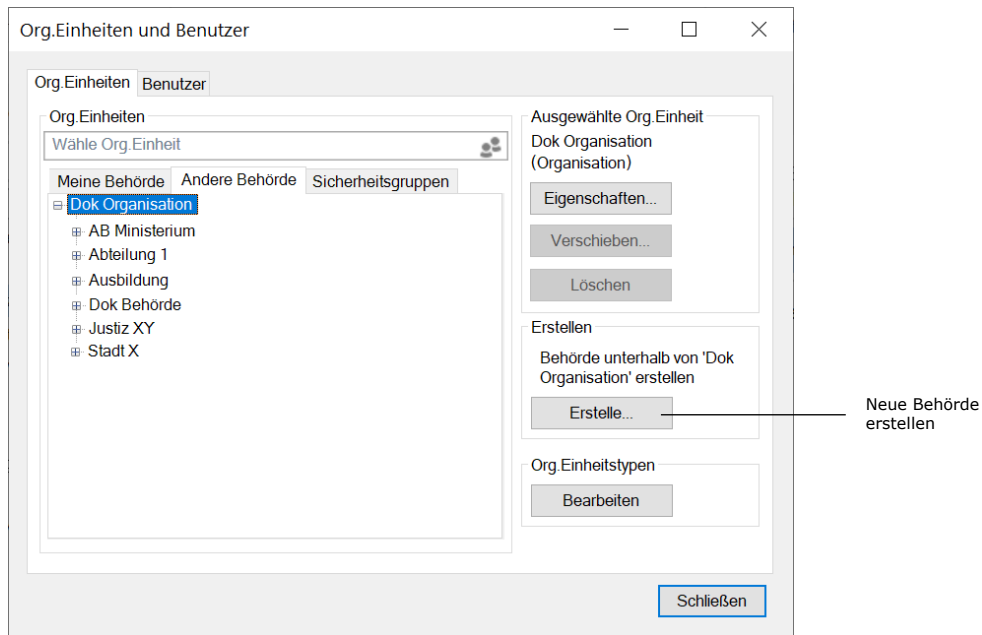 Org.Einheiten und Benutzer
Org.Einheiten
Benutzer
Org.Einheiten
Wähle Org.Einheit
Meine Behörde
Andere Behörde
Sicherheitsgruppen
Dok Organisation
AB Ministerium
Abteilung 1
Ausbildung
Dok Behörde
Justiz XY
Stadt X
Ausgewählte Org.Einheit
Dok Organisation
(Organisation)
Eigenschaften...
Verschieben...
Löschen
Erstellen
Behörde unterhalb von 'Dok
Organisation' erstellen
Erstelle...
Neue Behörde
erstellen
Org.Einheitstypen
Bearbeiten
Schließen